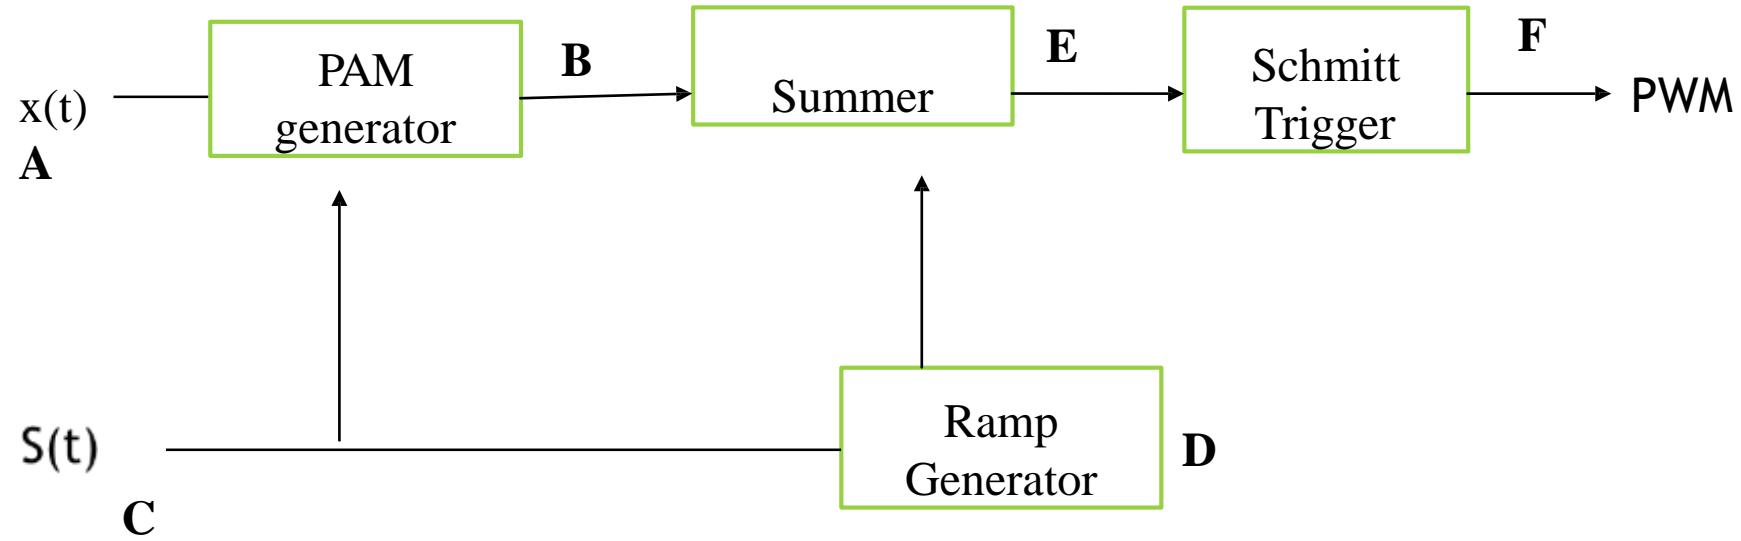 x(t)
A
PAM
generator
B
Summer
E
Schmitt
Trigger
F
PWM
S(t)
C
Ramp
Generator
D